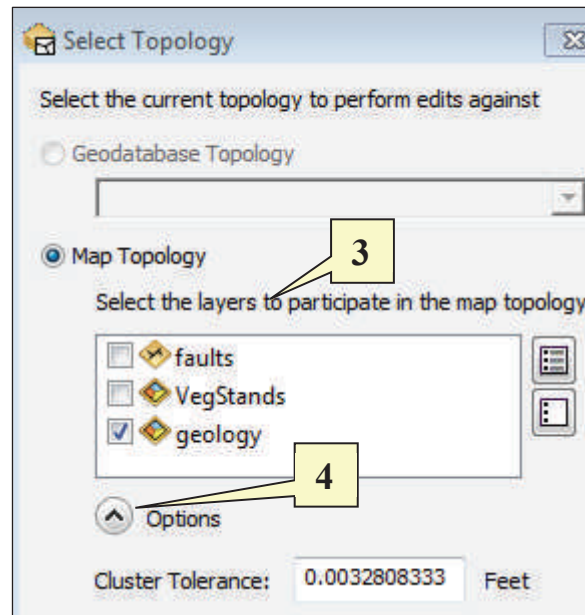 Select Topology
Select the current topology to perform edits against
Geodatabase Topology
Map Topology
3
Select the layers to participate in the map topology
faults
VegStands
geology
4
Options
Cluster Tolerance: 0.0032808333 Feet